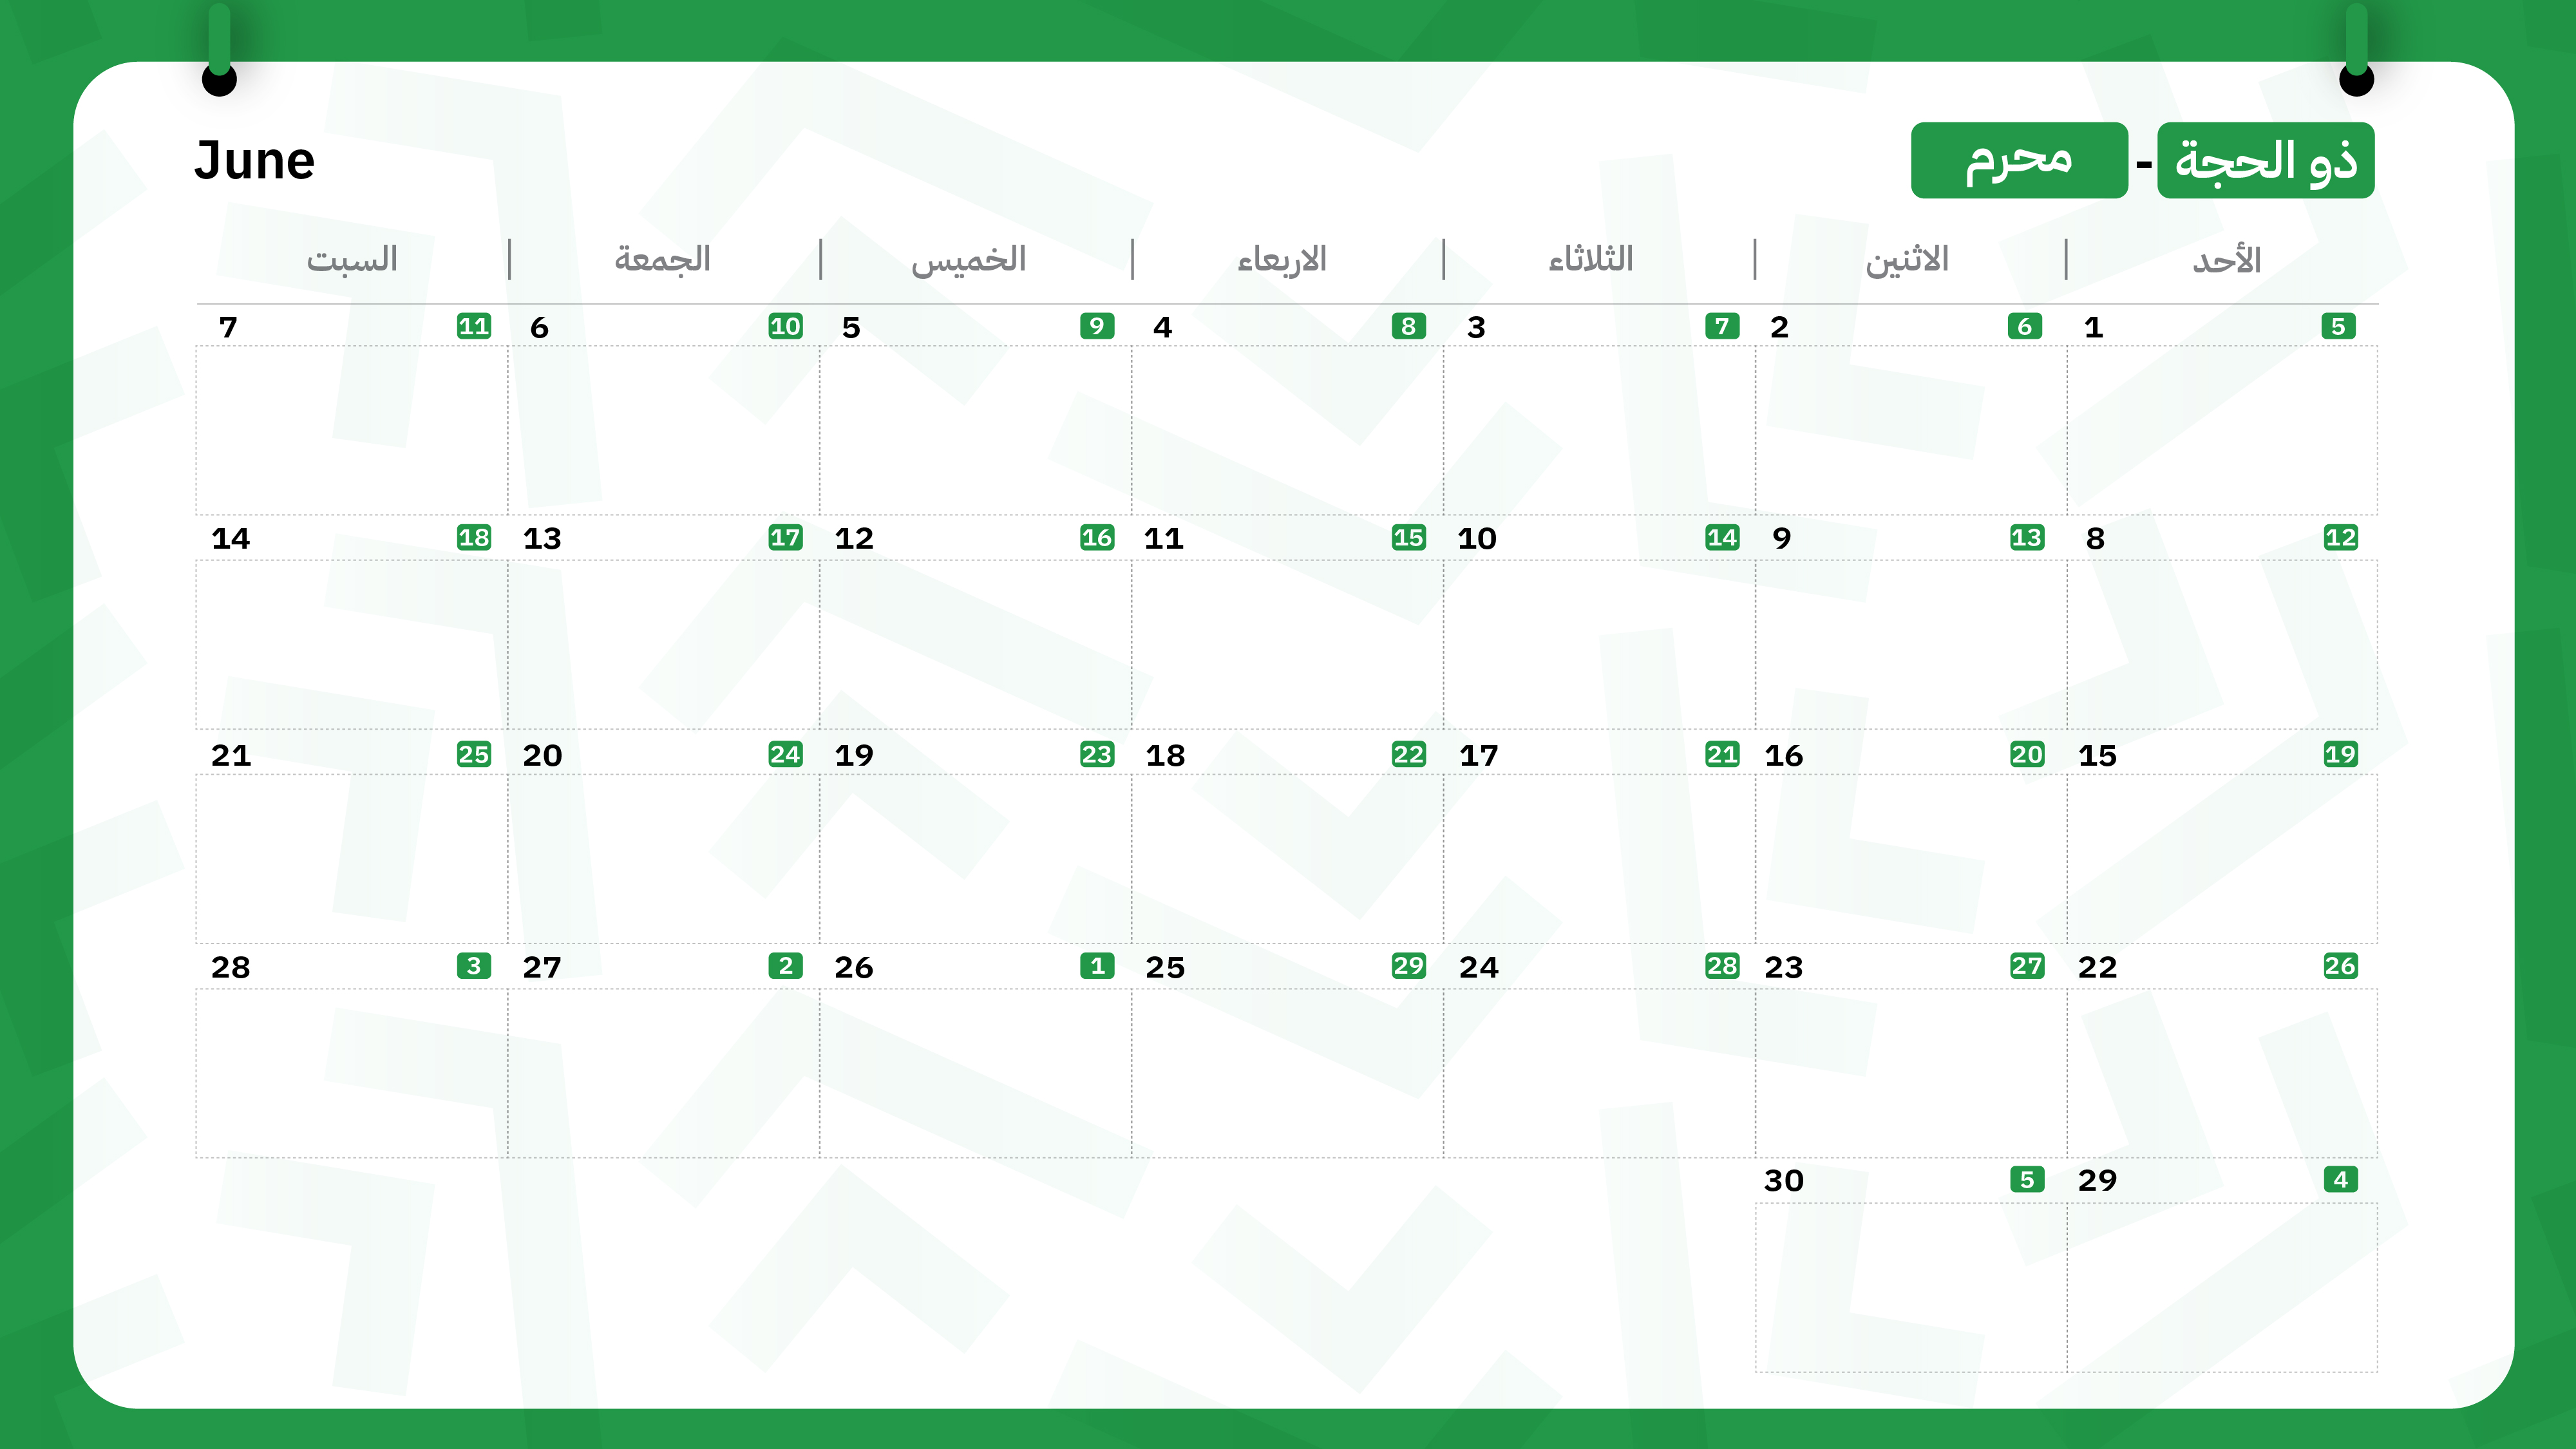 ذو الحجة - محرم
June
الأحد | الاثنين | الثلاثاء | الاربعاء | الخميس | الجمعة | السبت
5 1 6 2 7 3 8 4 9 5 10 6 11 7
12 8 13 9 14 10 15 11 16 12 17 13 18 14
19 15 20 16 21 17 22 18 23 19 24 20 25 21
26 22 27 23 28 24 29 25 1 26 2 27 3 28
4 29 5 30